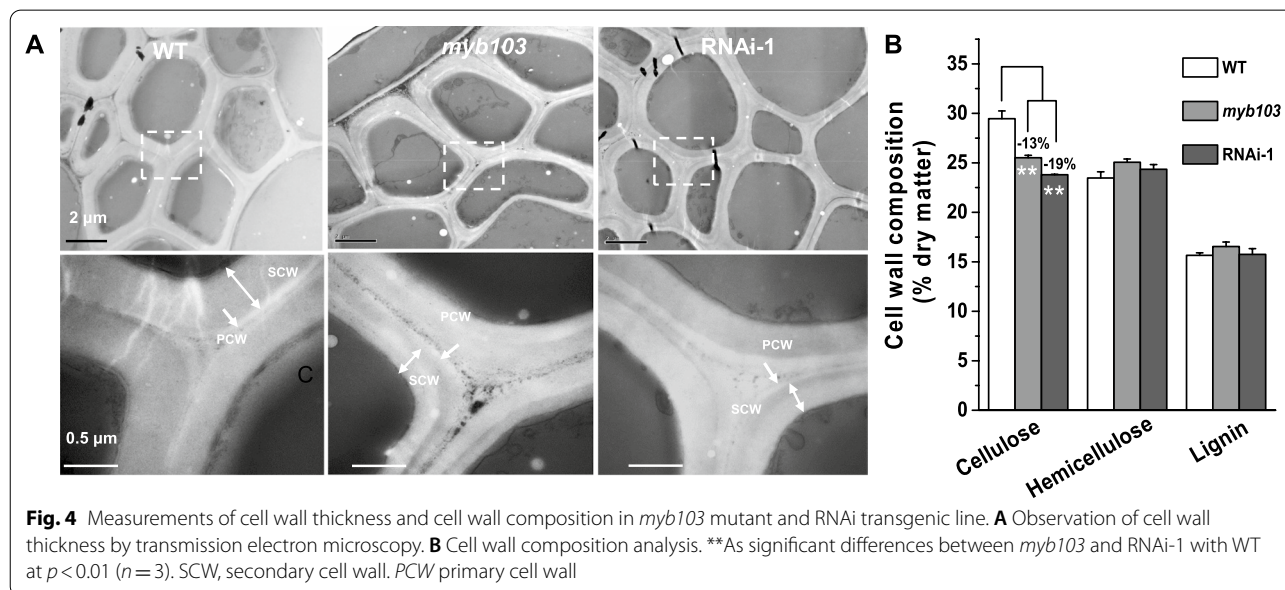 A
WT
myb103
RNAi-1
2 μm
SCW
PCW
C
0.5 μm
PCW
SCW
PCW
SCW
B
Cell wall composition
(% dry matter)
35
30
25
20
15
10
5
0
WT
myb103
RNAi-1
-13%
-19%
**
**
Cellulose
Hemicellulose
Lignin
Fig. 4 Measurements of cell wall thickness and cell wall composition in myb103 mutant and RNAi transgenic line. A Observation of cell wall
thickness by transmission electron microscopy. B Cell wall composition analysis. **As significant differences between myb103 and RNAi-1 with WT
at p < 0.01 (n = 3). SCW, secondary cell wall. PCW primary cell wall